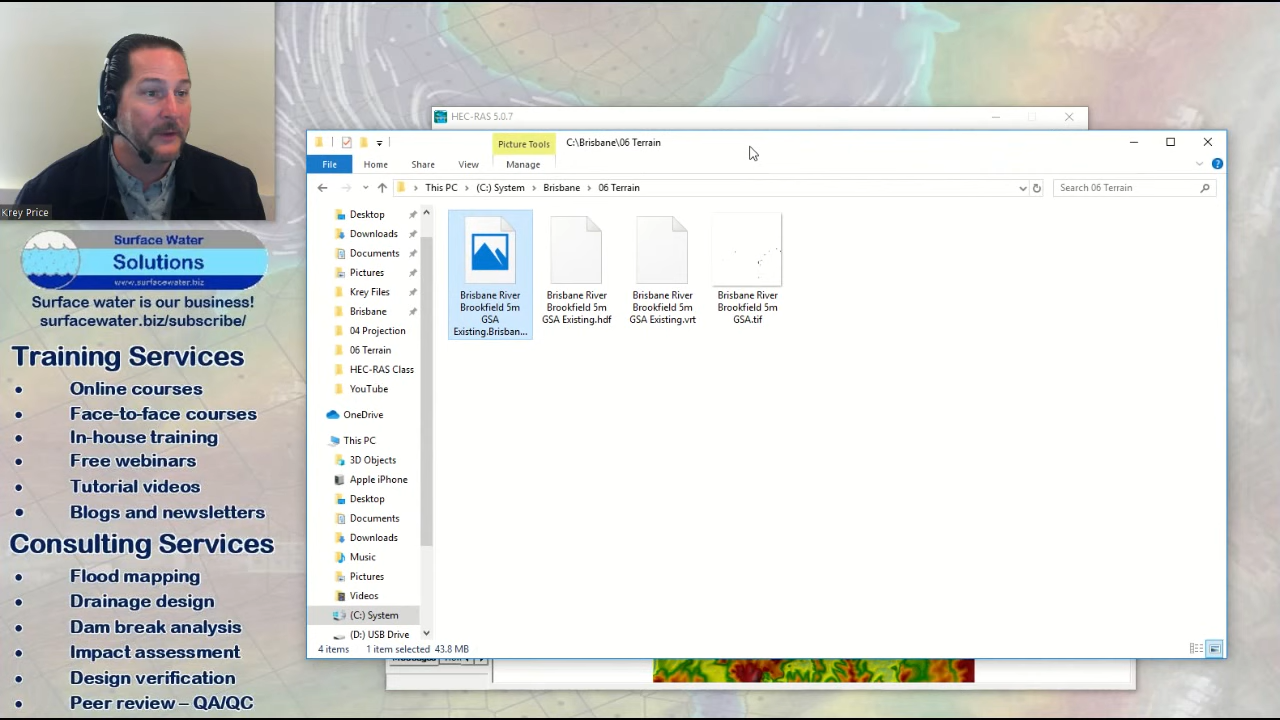 Krey Price
Surface Water
Solutions
www.surfacewater.biz
Surface water is our business!
surfacewater.biz/subscribe/
Training Services
• Online courses
• Face-to-face courses
• In-house training
• Free webinars
• Tutorial videos
• Blogs and newsletters
Consulting Services
• Flood mapping
• Drainage design
• Dam break analysis
• Impact assessment
• Design verification
• Peer review – QA/QC
HEC-RAS 5.0.7
Picture Tools
C:\Brisbane\06 Terrain
File
Home
Share
View
Manage
This PC
(C:) System
Brisbane
06 Terrain
Search 06 Terrain
Desktop
Downloads
Documents
Pictures
Krey Files
Brisbane
04 Projection
06 Terrain
HEC-RAS Class
YouTube
OneDrive
This PC
3D Objects
Apple iPhone
Desktop
Documents
Downloads
Music
Pictures
Videos
(C:) System
(D:) USB Drive
Brisbane River
Brookfield 5m
GSA
Existing.Brisban...
Brisbane River
Brookfield 5m
GSA Existing.hdf
Brisbane River
Brookfield 5m
GSA Existing.vrt
Brisbane River
Brookfield 5m
GSA.tif
4 items
1 item selected 43.8 MB